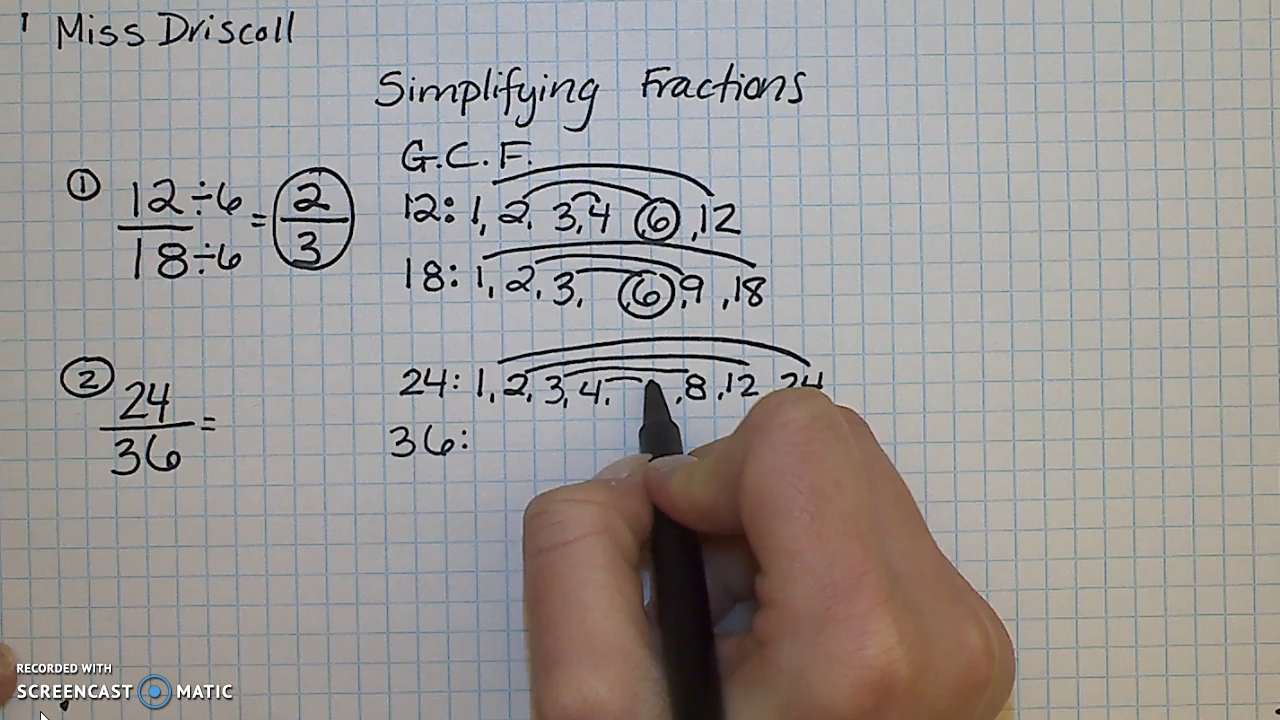 1 Miss Driscoll
Simplifying Fractions
G.C.F.
① 12÷6 / 18÷6 = 2/3
12: 1, 2, 3, 4, 6, 12
18: 1, 2, 3, 6, 9, 18
② 24/36 =
24: 1, 2, 3, 4, , 8, 12, 24
36:
RECORDED WITH
SCREENCAST MATIC